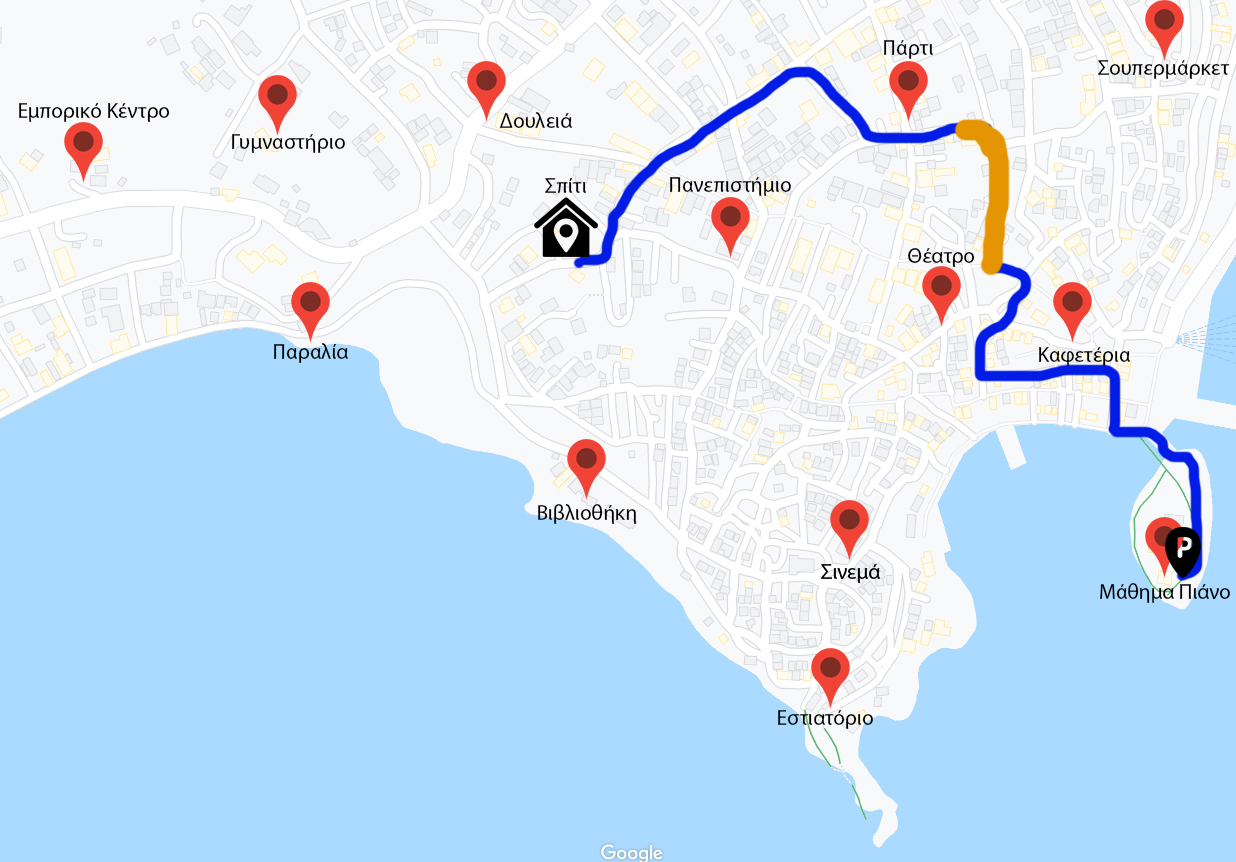 Πάρτι
Σουπερμάρκετ
Εμπορικό Κέντρο
Γυμναστήριο
Δουλειά
Σπίτι
Πανεπιστήμιο
Θέατρο
Παραλία
Καφετέρια
Βιβλιοθήκη
Σινεμά
P
Μάθημα Πιάνο
Εστιατόριο
Google